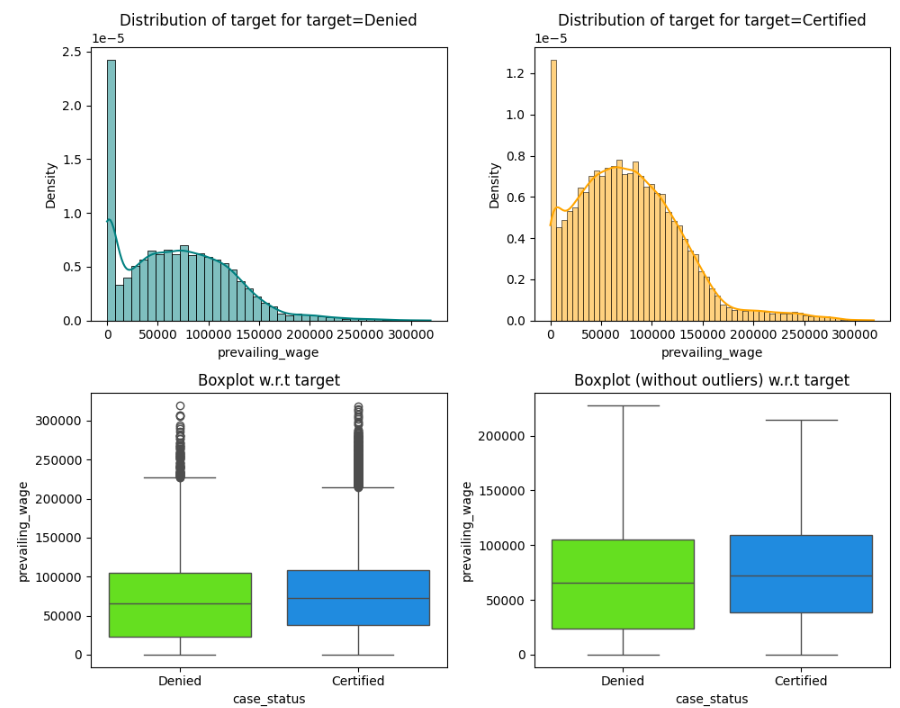 Distribution of target for target=Denied
1e−5
2.5
2.0
1.5
1.0
0.5
0.0
Density
0 50000 100000 150000 200000 250000 300000
prevailing_wage
Distribution of target for target=Certified
1e−5
1.2
1.0
0.8
0.6
0.4
0.2
0.0
Density
0 50000 100000 150000 200000 250000 300000
prevailing_wage
Boxplot w.r.t target
300000
250000
200000
150000
100000
50000
0
prevailing_wage
Denied Certified
case_status
Boxplot (without outliers) w.r.t target
200000
150000
100000
50000
0
prevailing_wage
Denied Certified
case_status